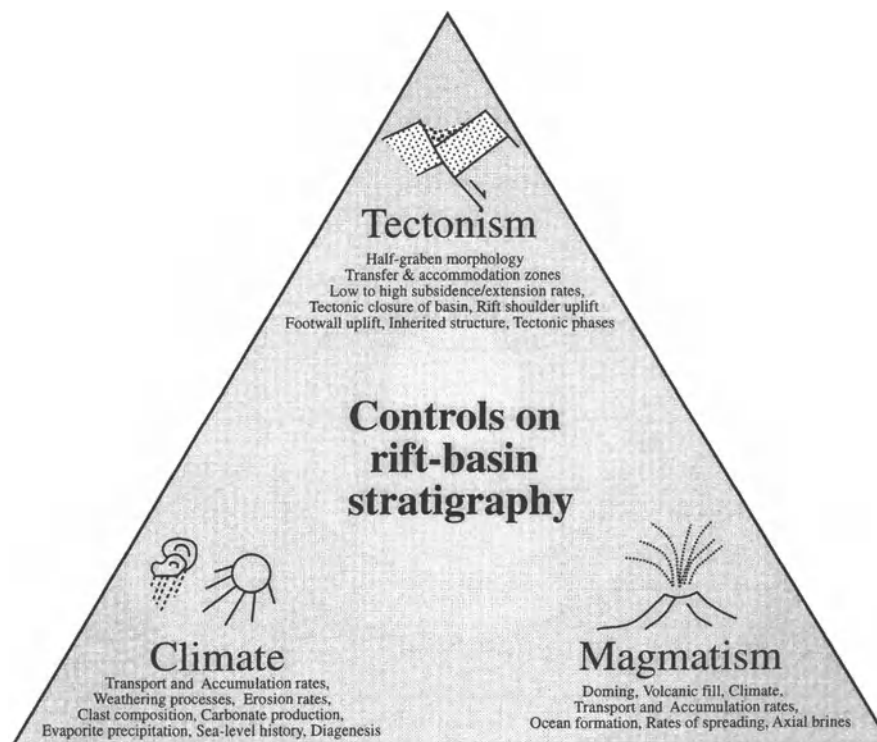 Tectonism
Half-graben morphology
Transfer & accommodation zones
Low to high subsidence/extension rates,
Tectonic closure of basin, Rift shoulder uplift
Footwall uplift, Inherited structure, Tectonic phases
Controls on
rift-basin
stratigraphy
Climate
Transport and Accumulation rates,
Weathering processes, Erosion rates,
Clast composition, Carbonate production,
Evaporite precipitation, Sea-level history, Diagenesis
Magmatism
Doming, Volcanic fill, Climate,
Transport and Accumulation rates,
Ocean formation, Rates of spreading, Axial brines